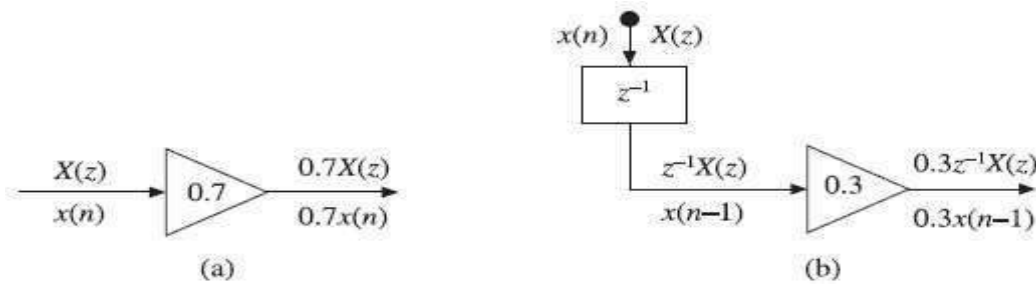 x(n) X(z)
z⁻¹
X(z)
0.7
0.7X(z)
x(n)
0.7x(n)
(a)
z⁻¹X(z)
0.3
0.3z⁻¹X(z)
x(n−1)
0.3x(n−1)
(b)